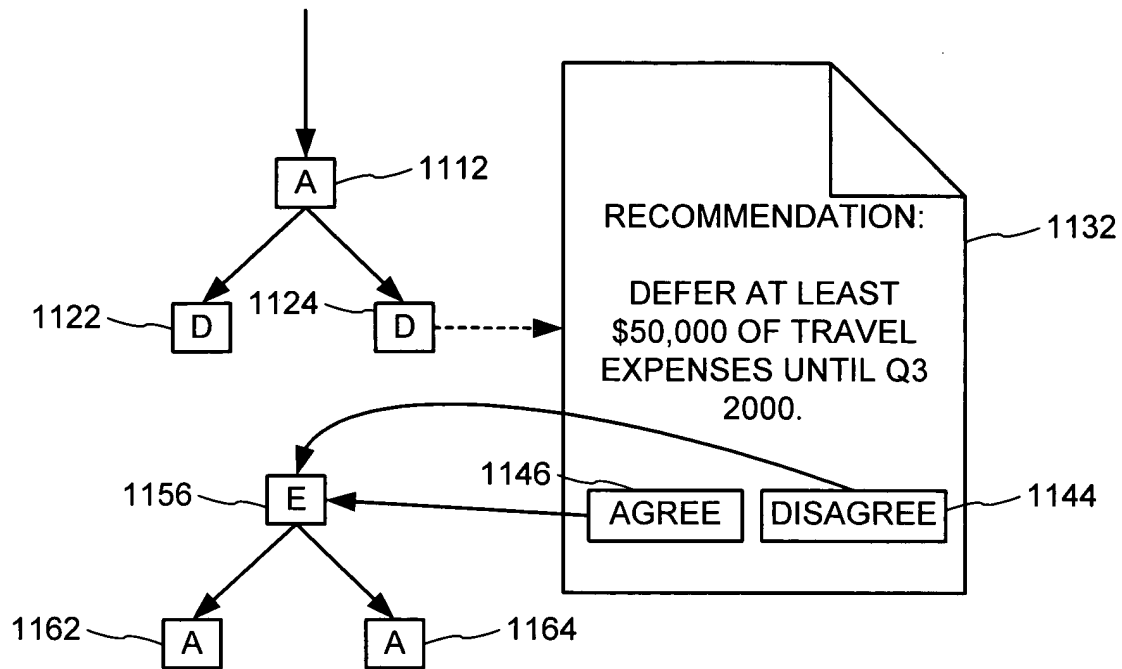 A 1112
1122 D
1124 D
RECOMMENDATION:
1132
DEFER AT LEAST
$50,000 OF TRAVEL
EXPENSES UNTIL Q3
2000.
1146
AGREE
DISAGREE
1144
1156 E
1162 A
A 1164